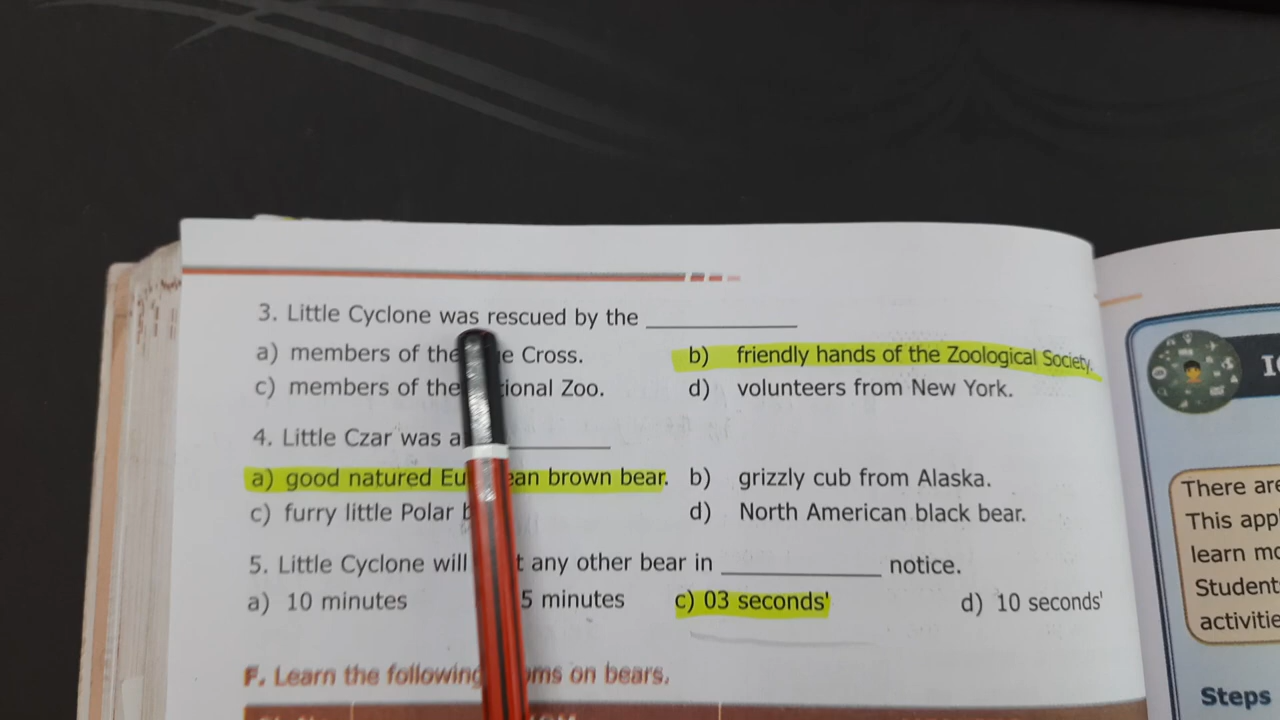 3. Little Cyclone was rescued by the ____________
a) members of the e Cross. b) friendly hands of the Zoological Society.
c) members of the ional Zoo. d) volunteers from New York.
4. Little Czar was a ____________
a) good natured Eu ean brown bear. b) grizzly cub from Alaska.
c) furry little Polar b d) North American black bear.
5. Little Cyclone will t any other bear in ____________ notice.
a) 10 minutes 5 minutes c) 03 seconds' d) 10 seconds'
F. Learn the following oms on bears.
There are
This app
learn mo
Student
activitie
Steps